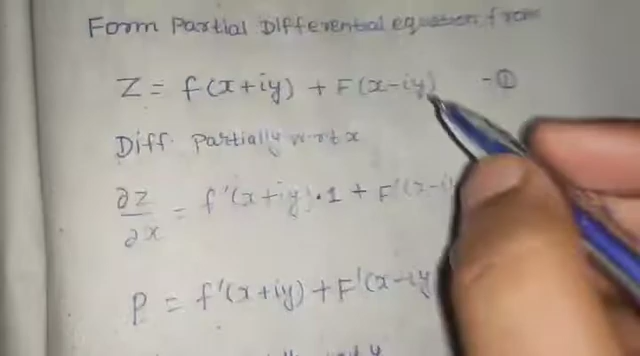 Form Partial Differential equation from
Z = f(x+iy) + F(x-iy) -①
Diff. Partially w.r.t x
∂z/∂x = f'(x+iy)·1 + F'(x-i
P = f'(x+iy) + F'(x-iy
y